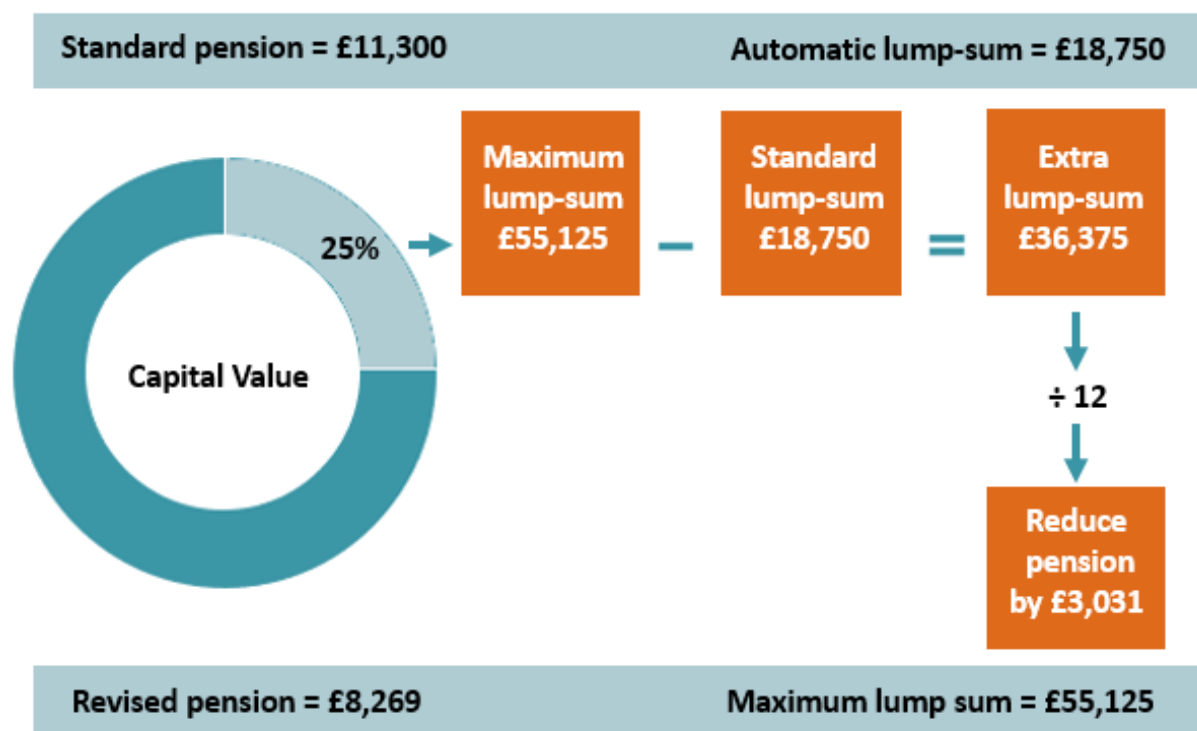 Standard pension = £11,300
Automatic lump-sum = £18,750
Maximum
lump-sum
£55,125
–
Standard
lump-sum
£18,750
=
Extra
lump-sum
£36,375
25%
Capital Value
÷ 12
Reduce
pension
by £3,031
Revised pension = £8,269
Maximum lump sum = £55,125